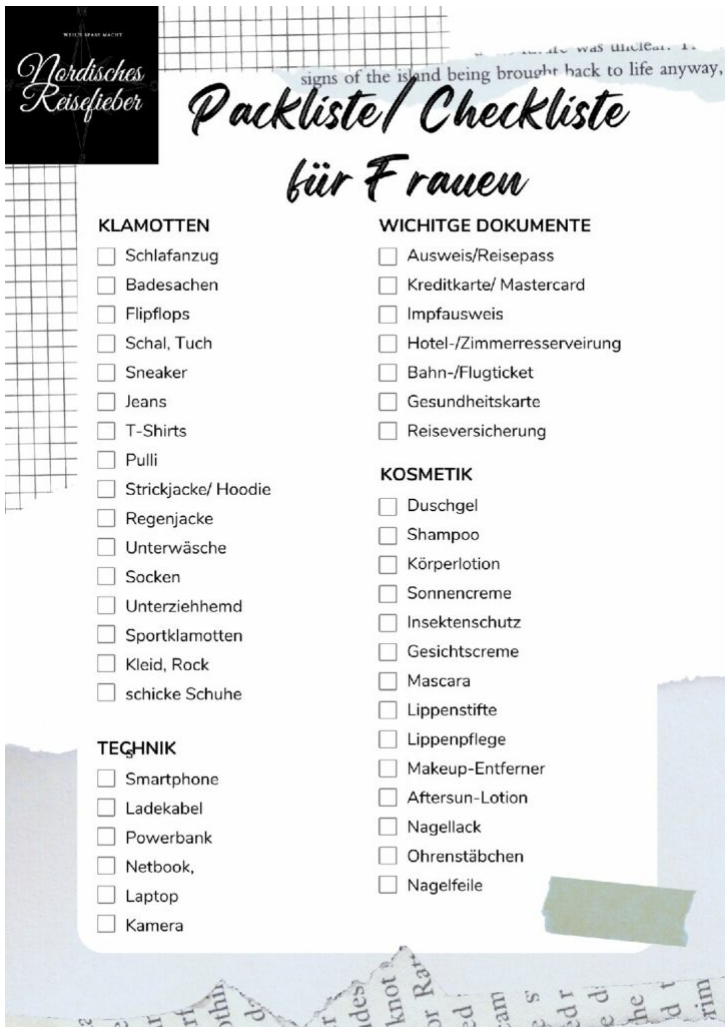 WEIL'S SPASS MACHT
Nordisches
Reisefieber
signs of the island being brought back to life anyway,
Packliste/ Checkliste
für Frauen
KLAMOTTEN
Schlafanzug
Badesachen
Flipflops
Schal, Tuch
Sneaker
Jeans
T-Shirts
Pulli
Strickjacke/ Hoodie
Regenjacke
Unterwäsche
Socken
Unterziehhemd
Sportklamotten
Kleid, Rock
schicke Schuhe
TECHNIK
s
Smartphone
Ladekabel
Powerbank
Netbook,
Laptop
Kamera
WICHITGE DOKUMENTE
Ausweis/Reisepass
Kreditkarte/ Mastercard
Impfausweis
Hotel-/Zimmerresserveirung
Bahn-/Flugticket
Gesundheitskarte
Reiseversicherung
KOSMETIK
Duschgel
Shampoo
Körperlotion
Sonnencreme
Insektenschutz
Gesichtscreme
Mascara
Lippenstifte
Lippenpflege
Makeup-Entferner
Aftersun-Lotion
Nagellack
Ohrenstäbchen
Nagelfeile